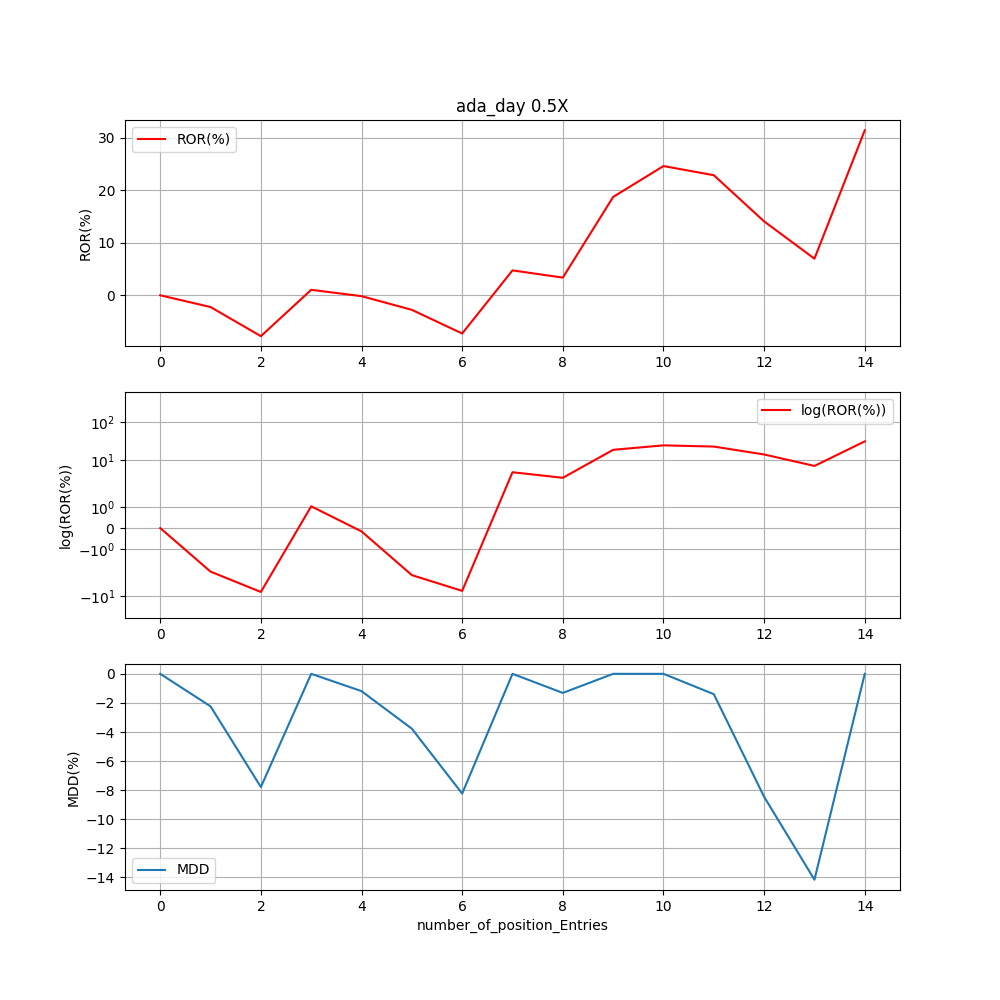 ada_day 0.5X
ROR(%)
30
20
10
0
ROR(%)
0 2 4 6 8 10 12 14
log(ROR(%))
10²
10¹
10⁰
0
−10⁰
−10¹
log(ROR(%))
0 2 4 6 8 10 12 14
0
−2
−4
−6
−8
−10
−12
−14
MDD(%)
MDD
0 2 4 6 8 10 12 14
number_of_position_Entries